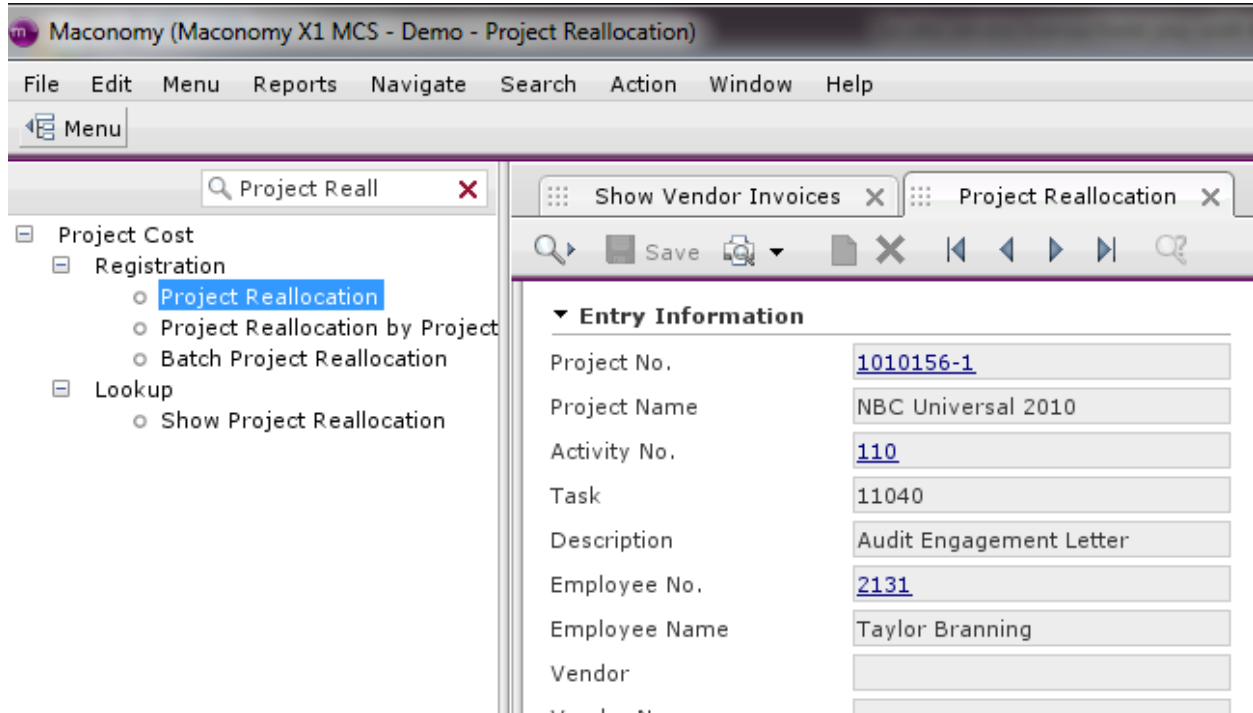 Maconomy (Maconomy X1 MCS - Demo - Project Reallocation)
File Edit Menu Reports Navigate Search Action Window Help
Menu
Project Reall
Project Cost
Registration
Project Reallocation
Project Reallocation by Project
Batch Project Reallocation
Lookup
Show Project Reallocation
Show Vendor Invoices Project Reallocation
Save
Entry Information
Project No. 1010156-1
Project Name NBC Universal 2010
Activity No. 110
Task 11040
Description Audit Engagement Letter
Employee No. 2131
Employee Name Taylor Branning
Vendor